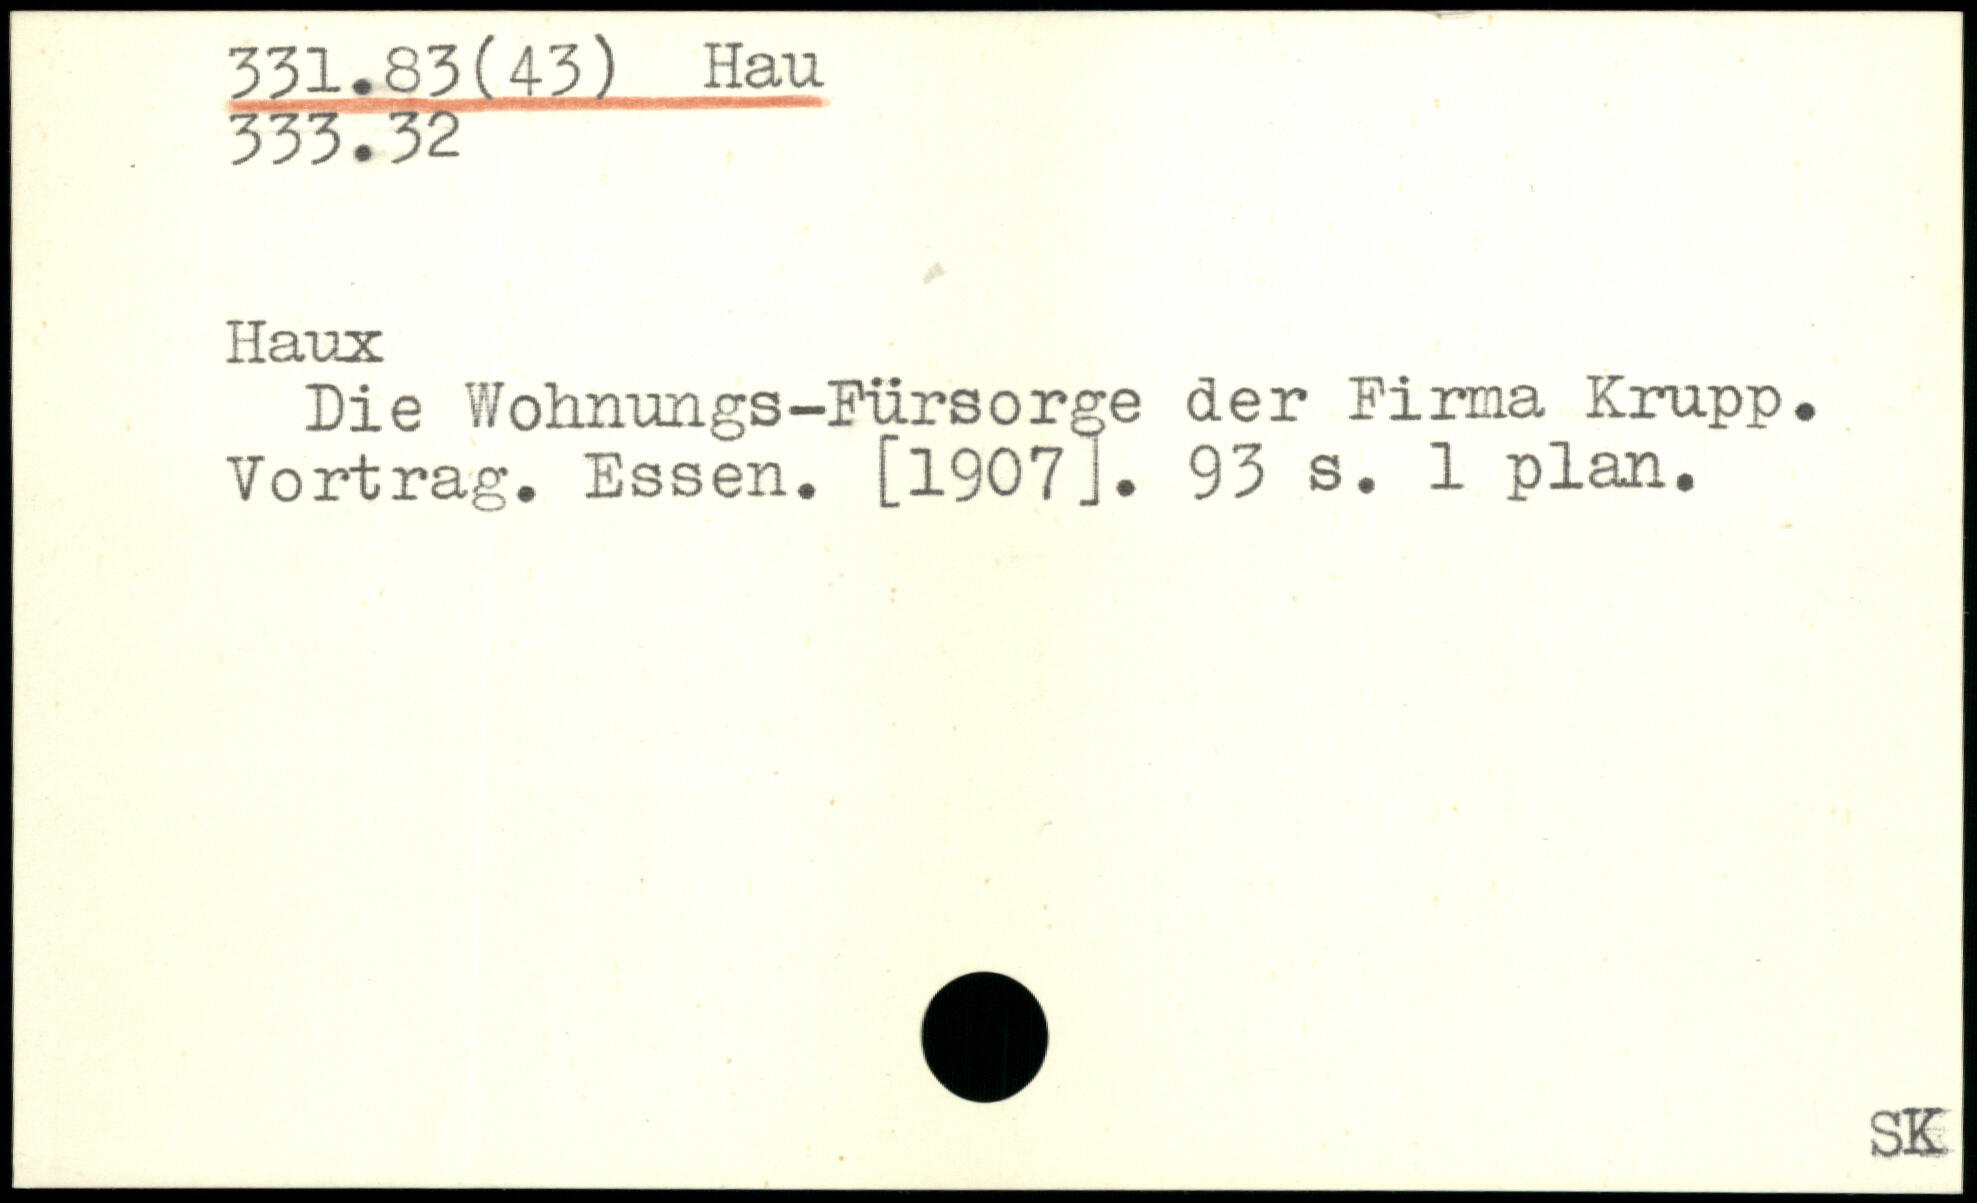 331.83(43) Hau
333.32
Haux
Die Wohnungs-Fürsorge der Firma Krupp.
Vortrag. Essen. [1907]. 93 s. 1 plan.
SK